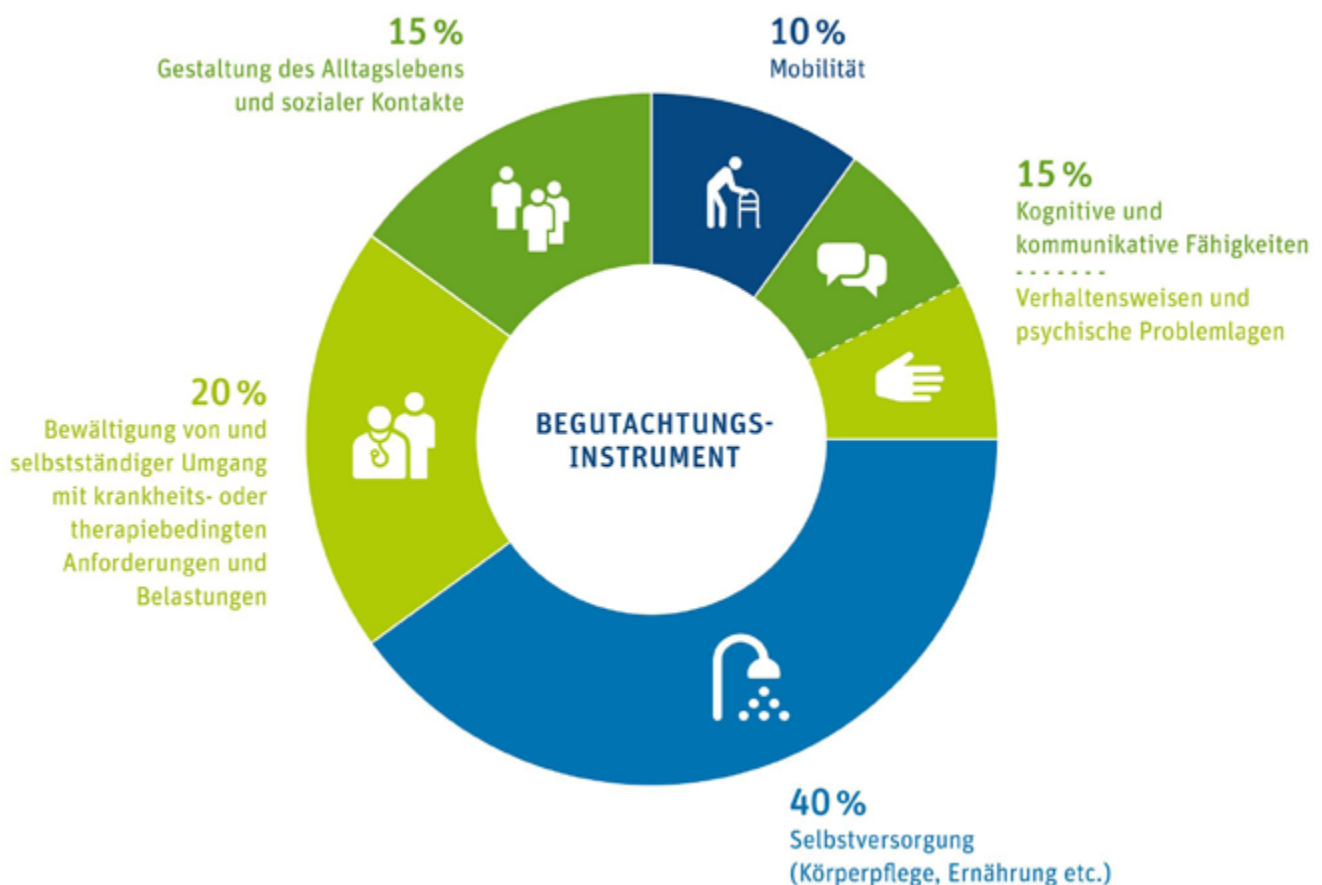 15 %
Gestaltung des Alltagslebens
und sozialer Kontakte
10 %
Mobilität
15 %
Kognitive und
kommunikative Fähigkeiten
- - - - - - -
Verhaltensweisen und
psychische Problemlagen
20 %
Bewältigung von und
selbstständiger Umgang
mit krankheits- oder
therapiebedingten
Anforderungen und
Belastungen
BEGUTACHTUNGS-
INSTRUMENT
40 %
Selbstversorgung
(Körperpflege, Ernährung etc.)